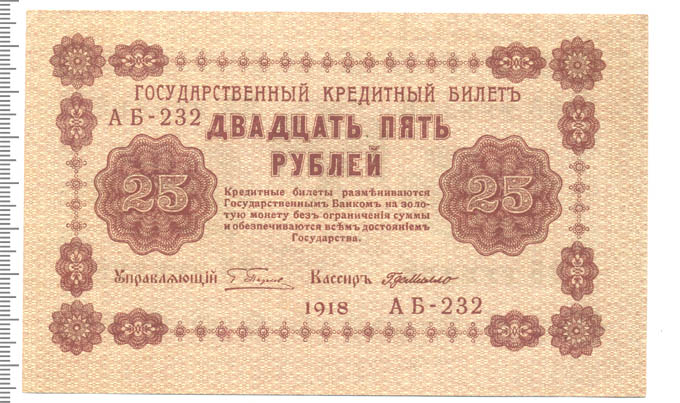 ГОСУДАРСТВЕННЫЙ КРЕДИТНЫЙ БИЛЕТЪ
АБ-232
ДВАДЦАТЬ ПЯТЬ
РУБЛЕЙ
25
25
Кредитные билеты размѣниваются
Государственнымъ Банкомъ на золо-
тую монету безъ ограниченія суммы
и обезпечиваются всѣмъ достояніемъ
Государства.
Управляющій
Кассиръ
1918 АБ-232